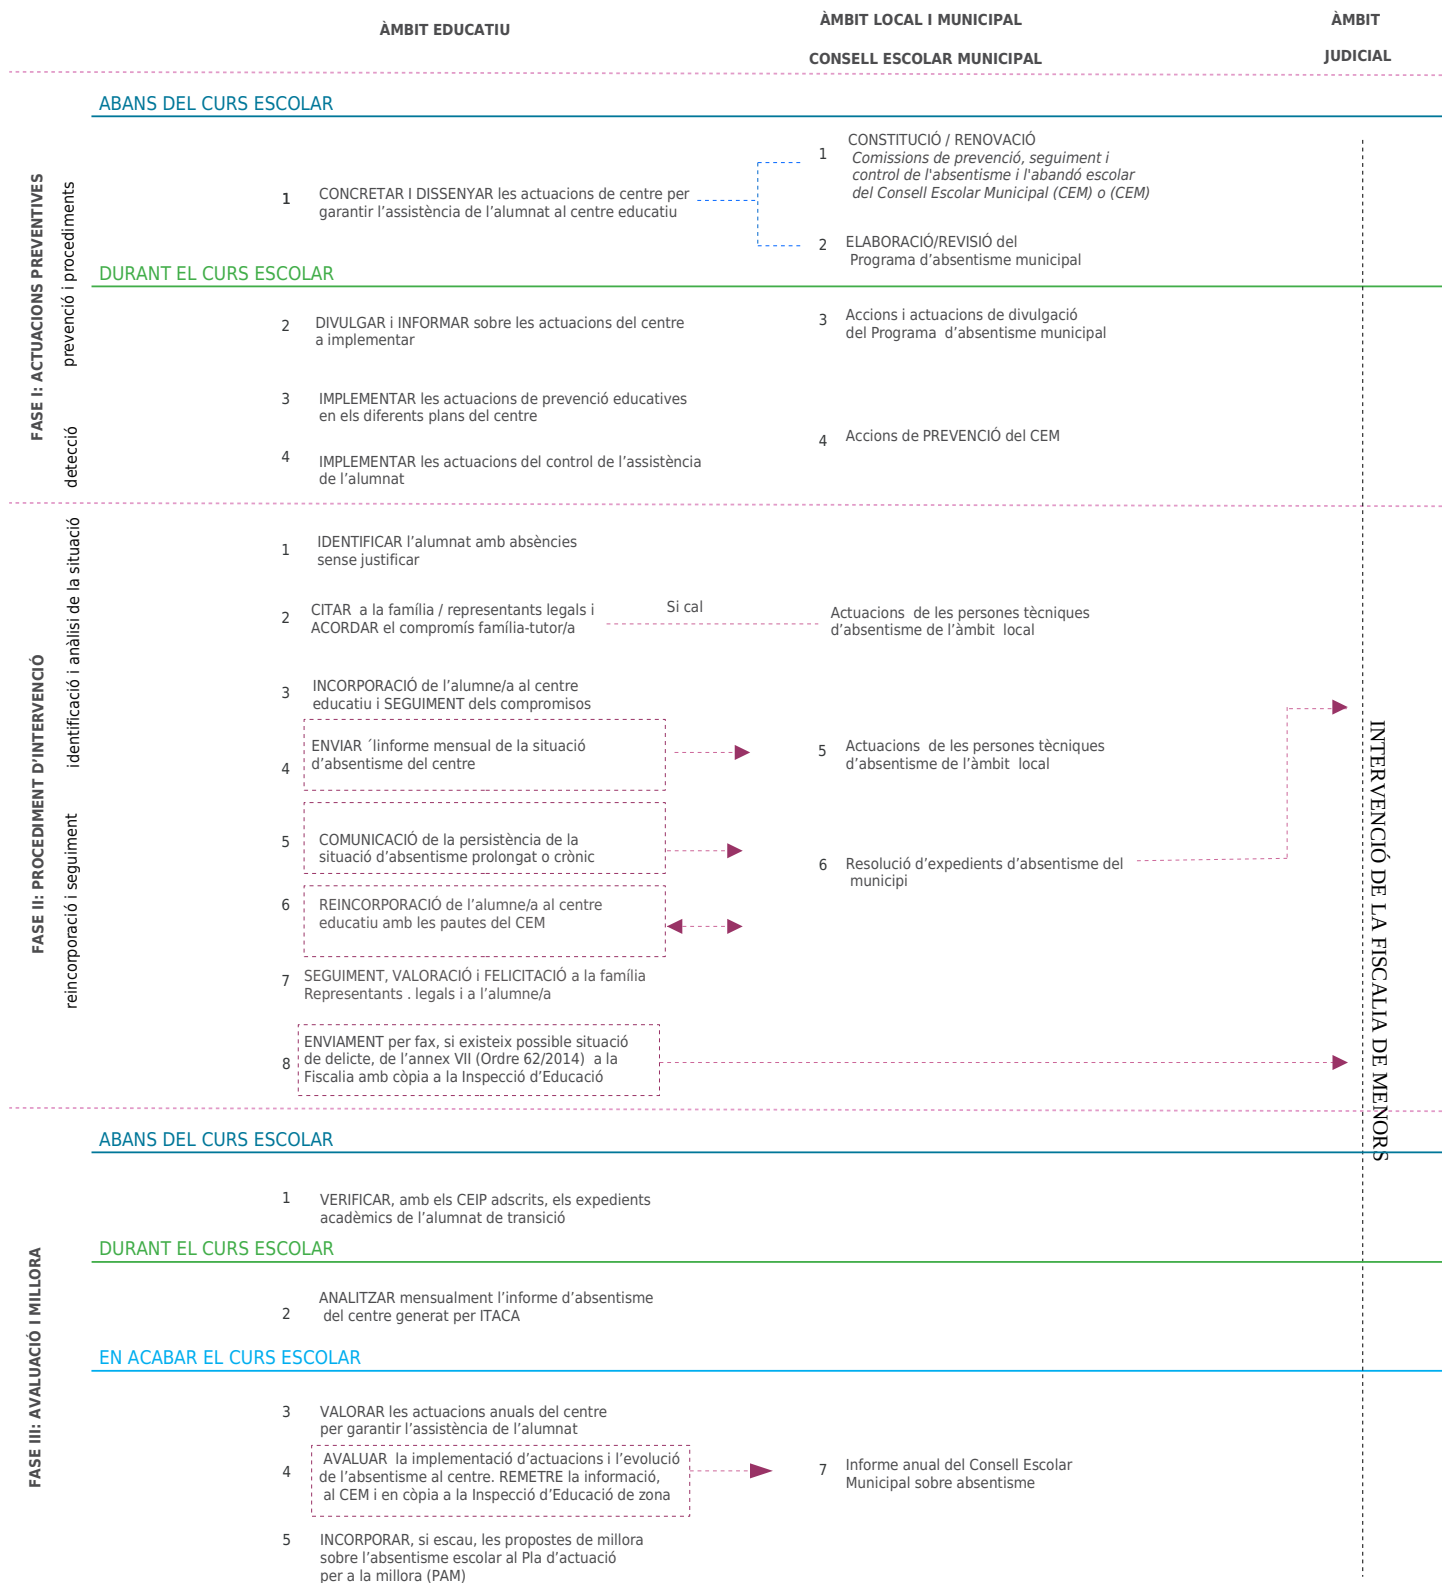 ÀMBIT EDUCATIU
ÀMBIT LOCAL I MUNICIPAL
CONSELL ESCOLAR MUNICIPAL
ÀMBIT
JUDICIAL
FASE I: ACTUACIONS PREVENTIVES
prevenció i procediments
detecció
ABANS DEL CURS ESCOLAR
1
CONCRETAR I DISSENYAR les actuacions de centre per
garantir l’assistència de l’alumnat al centre educatiu
1
CONSTITUCIÓ / RENOVACIÓ
Comissions de prevenció, seguiment i
control de l'absentisme i l'abandó escolar
del Consell Escolar Municipal (CEM) o (CEM)
2
ELABORACIÓ/REVISIÓ del
Programa d’absentisme municipal
DURANT EL CURS ESCOLAR
2
DIVULGAR i INFORMAR sobre les actuacions del centre
a implementar
3
Accions i actuacions de divulgació
del Programa d’absentisme municipal
3
IMPLEMENTAR les actuacions de prevenció educatives
en els diferents plans del centre
4
Accions de PREVENCIÓ del CEM
4
IMPLEMENTAR les actuacions del control de l’assistència
de l’alumnat
FASE II: PROCEDIMENT D’INTERVENCIÓ
identificació i anàlisi de la situació
reincorporació i seguiment
1
IDENTIFICAR l’alumnat amb absències
sense justificar
2
CITAR a la família / representants legals i
ACORDAR el compromís família-tutor/a
Si cal
Actuacions de les persones tècniques
d’absentisme de l’àmbit local
3
INCORPORACIÓ de l’alumne/a al centre
educatiu i SEGUIMENT dels compromisos
4
ENVIAR ´linforme mensual de la situació
d’absentisme del centre
5
Actuacions de les persones tècniques
d’absentisme de l’àmbit local
5
COMUNICACIÓ de la persistència de la
situació d’absentisme prolongat o crònic
6
Resolució d’expedients d’absentisme del
municipi
6
REINCORPORACIÓ de l’alumne/a al centre
educatiu amb les pautes del CEM
7
SEGUIMENT, VALORACIÓ i FELICITACIÓ a la família
Representants . legals i a l’alumne/a
8
ENVIAMENT per fax, si existeix possible situació
de delicte, de l’annex VII (Ordre 62/2014) a la
Fiscalia amb còpia a la Inspecció d’Educació
INTERVENCIÓ DE LA FISCALIA DE MENORS
FASE III: AVALUACIÓ I MILLORA
ABANS DEL CURS ESCOLAR
1
VERIFICAR, amb els CEIP adscrits, els expedients
acadèmics de l’alumnat de transició
DURANT EL CURS ESCOLAR
2
ANALITZAR mensualment l’informe d’absentisme
del centre generat per ITACA
EN ACABAR EL CURS ESCOLAR
3
VALORAR les actuacions anuals del centre
per garantir l’assistència de l’alumnat
4
AVALUAR la implementació d’actuacions i l’evolució
de l’absentisme al centre. REMETRE la informació,
al CEM i en còpia a la Inspecció d’Educació de zona
7
Informe anual del Consell Escolar
Municipal sobre absentisme
5
INCORPORAR, si escau, les propostes de millora
sobre l’absentisme escolar al Pla d’actuació
per a la millora (PAM)